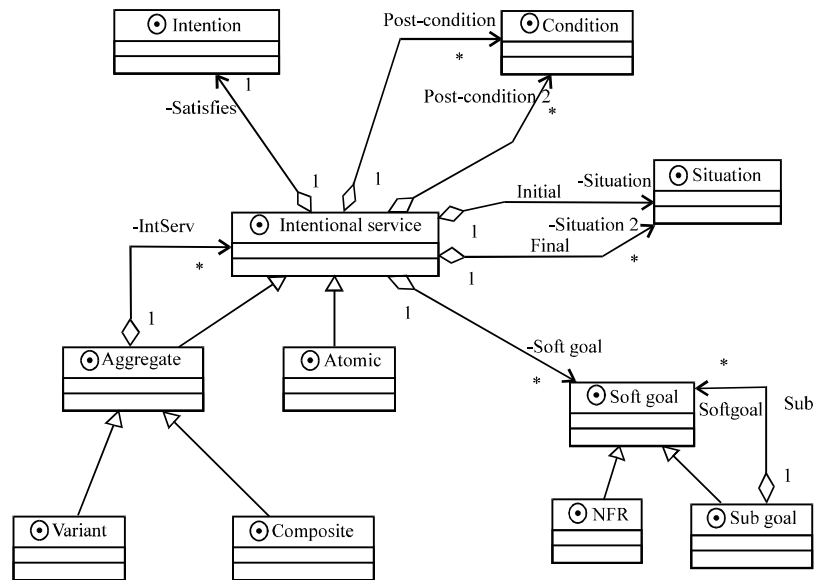 Intention
Post-condition
Condition
*
1
-Satisfies
Post-condition 2
*
1
1
Initial
-Situation
Situation
-IntServ
Intentional service
1
-Situation 2
Final
*
*
1
1
1
Aggregate
Atomic
-Soft goal
*
*
Soft goal
Softgoal
Sub
1
Variant
Composite
NFR
Sub goal